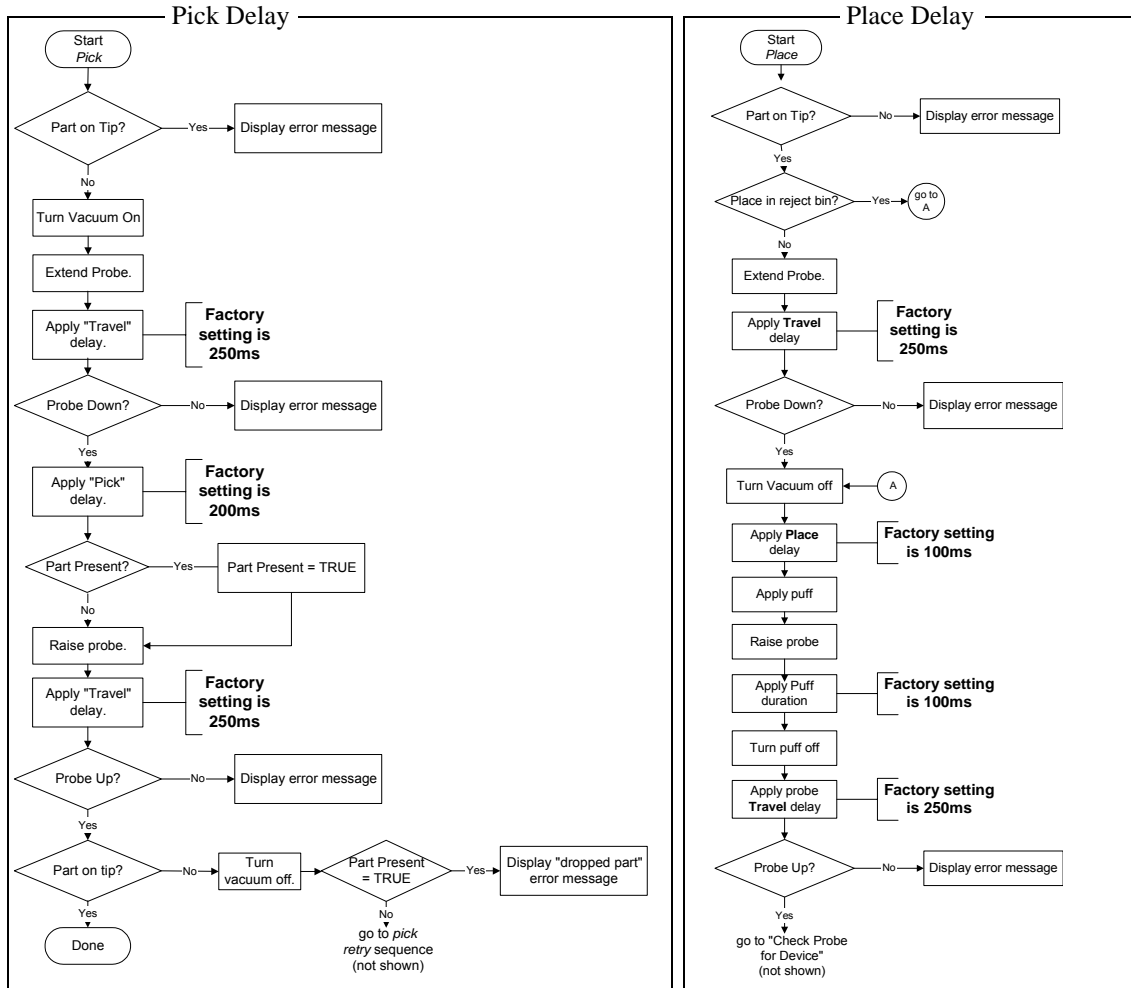 Pick Delay
Start
Pick
Part on Tip?
Yes
Display error message
No
Turn Vacuum On
Extend Probe.
Apply "Travel"
delay.
Factory
setting is
250ms
Probe Down?
No
Display error message
Yes
Apply "Pick"
delay.
Factory
setting is
200ms
Part Present?
Yes
Part Present = TRUE
No
Raise probe.
Apply "Travel"
delay.
Factory
setting is
250ms
Probe Up?
No
Display error message
Yes
Part on tip?
No
Turn
vacuum off.
Part Present
= TRUE
Yes
Display "dropped part"
error message
Yes
Done
No
go to pick
retry sequence
(not shown)
Place Delay
Start
Place
Part on Tip?
No
Display error message
Yes
Place in reject bin?
Yes
go to
A
No
Extend Probe.
Apply Travel
delay
Factory
setting is
250ms
Probe Down?
No
Display error message
Yes
Turn Vacuum off
A
Apply Place
delay
Factory setting
is 100ms
Apply puff
Raise probe
Apply Puff
duration
Factory setting
is 100ms
Turn puff off
Apply probe
Travel delay
Factory setting
is 250ms
Probe Up?
No
Display error message
Yes
go to "Check Probe
for Device"
(not shown)